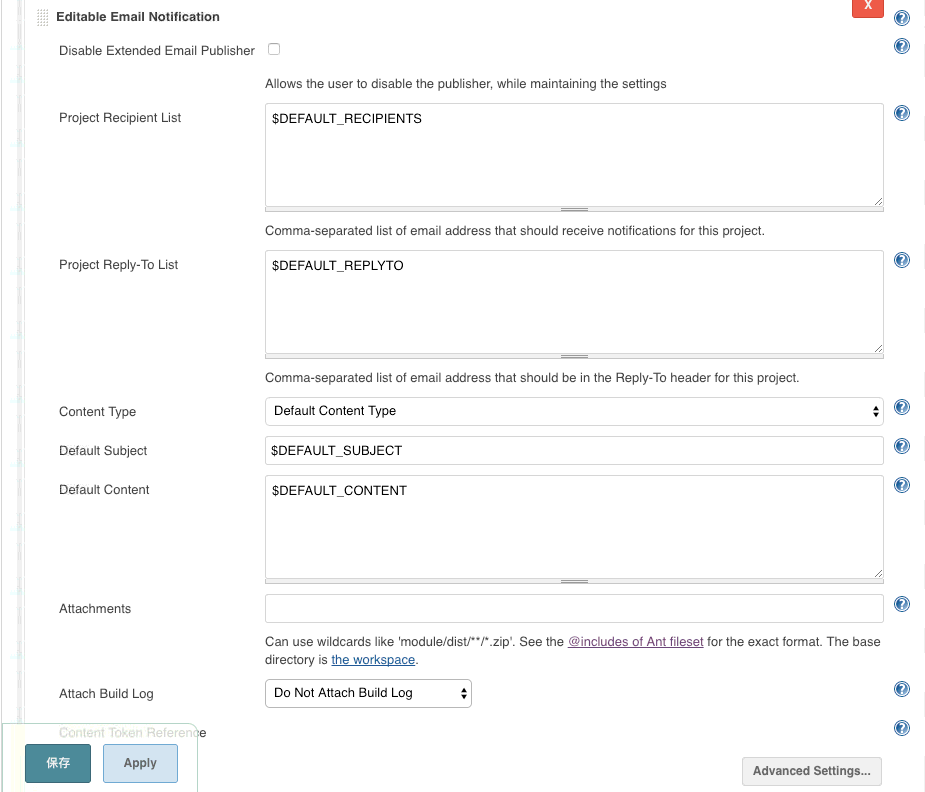 Editable Email Notification
X
Disable Extended Email Publisher
Allows the user to disable the publisher, while maintaining the settings
Project Recipient List
$DEFAULT_RECIPIENTS
Comma-separated list of email address that should receive notifications for this project.
Project Reply-To List
$DEFAULT_REPLYTO
Comma-separated list of email address that should be in the Reply-To header for this project.
Content Type
Default Content Type
Default Subject
$DEFAULT_SUBJECT
Default Content
$DEFAULT_CONTENT
Attachments
Can use wildcards like 'module/dist/**/*.zip'. See the @includes of Ant fileset for the exact format. The base
directory is the workspace.
Attach Build Log
Do Not Attach Build Log
Content Token Reference
保存
Apply
Advanced Settings...